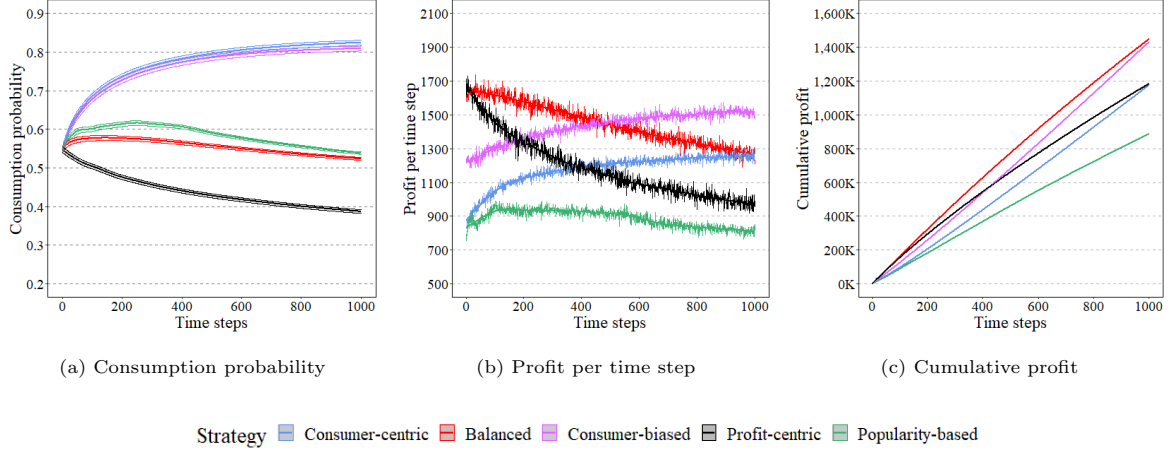 Consumption probability
0.9
0.8
0.7
0.6
0.5
0.4
0.3
0.2
0 200 400 600 800 1000
Time steps
(a) Consumption probability
Profit per time step
2100
1900
1700
1500
1300
1100
900
700
500
0 200 400 600 800 1000
Time steps
(b) Profit per time step
Cumulative profit
1,600K
1,400K
1,200K
1,000K
800K
600K
400K
200K
0K
0 200 400 600 800 1000
Time steps
(c) Cumulative profit
Strategy Consumer-centric Balanced Consumer-biased Profit-centric Popularity-based